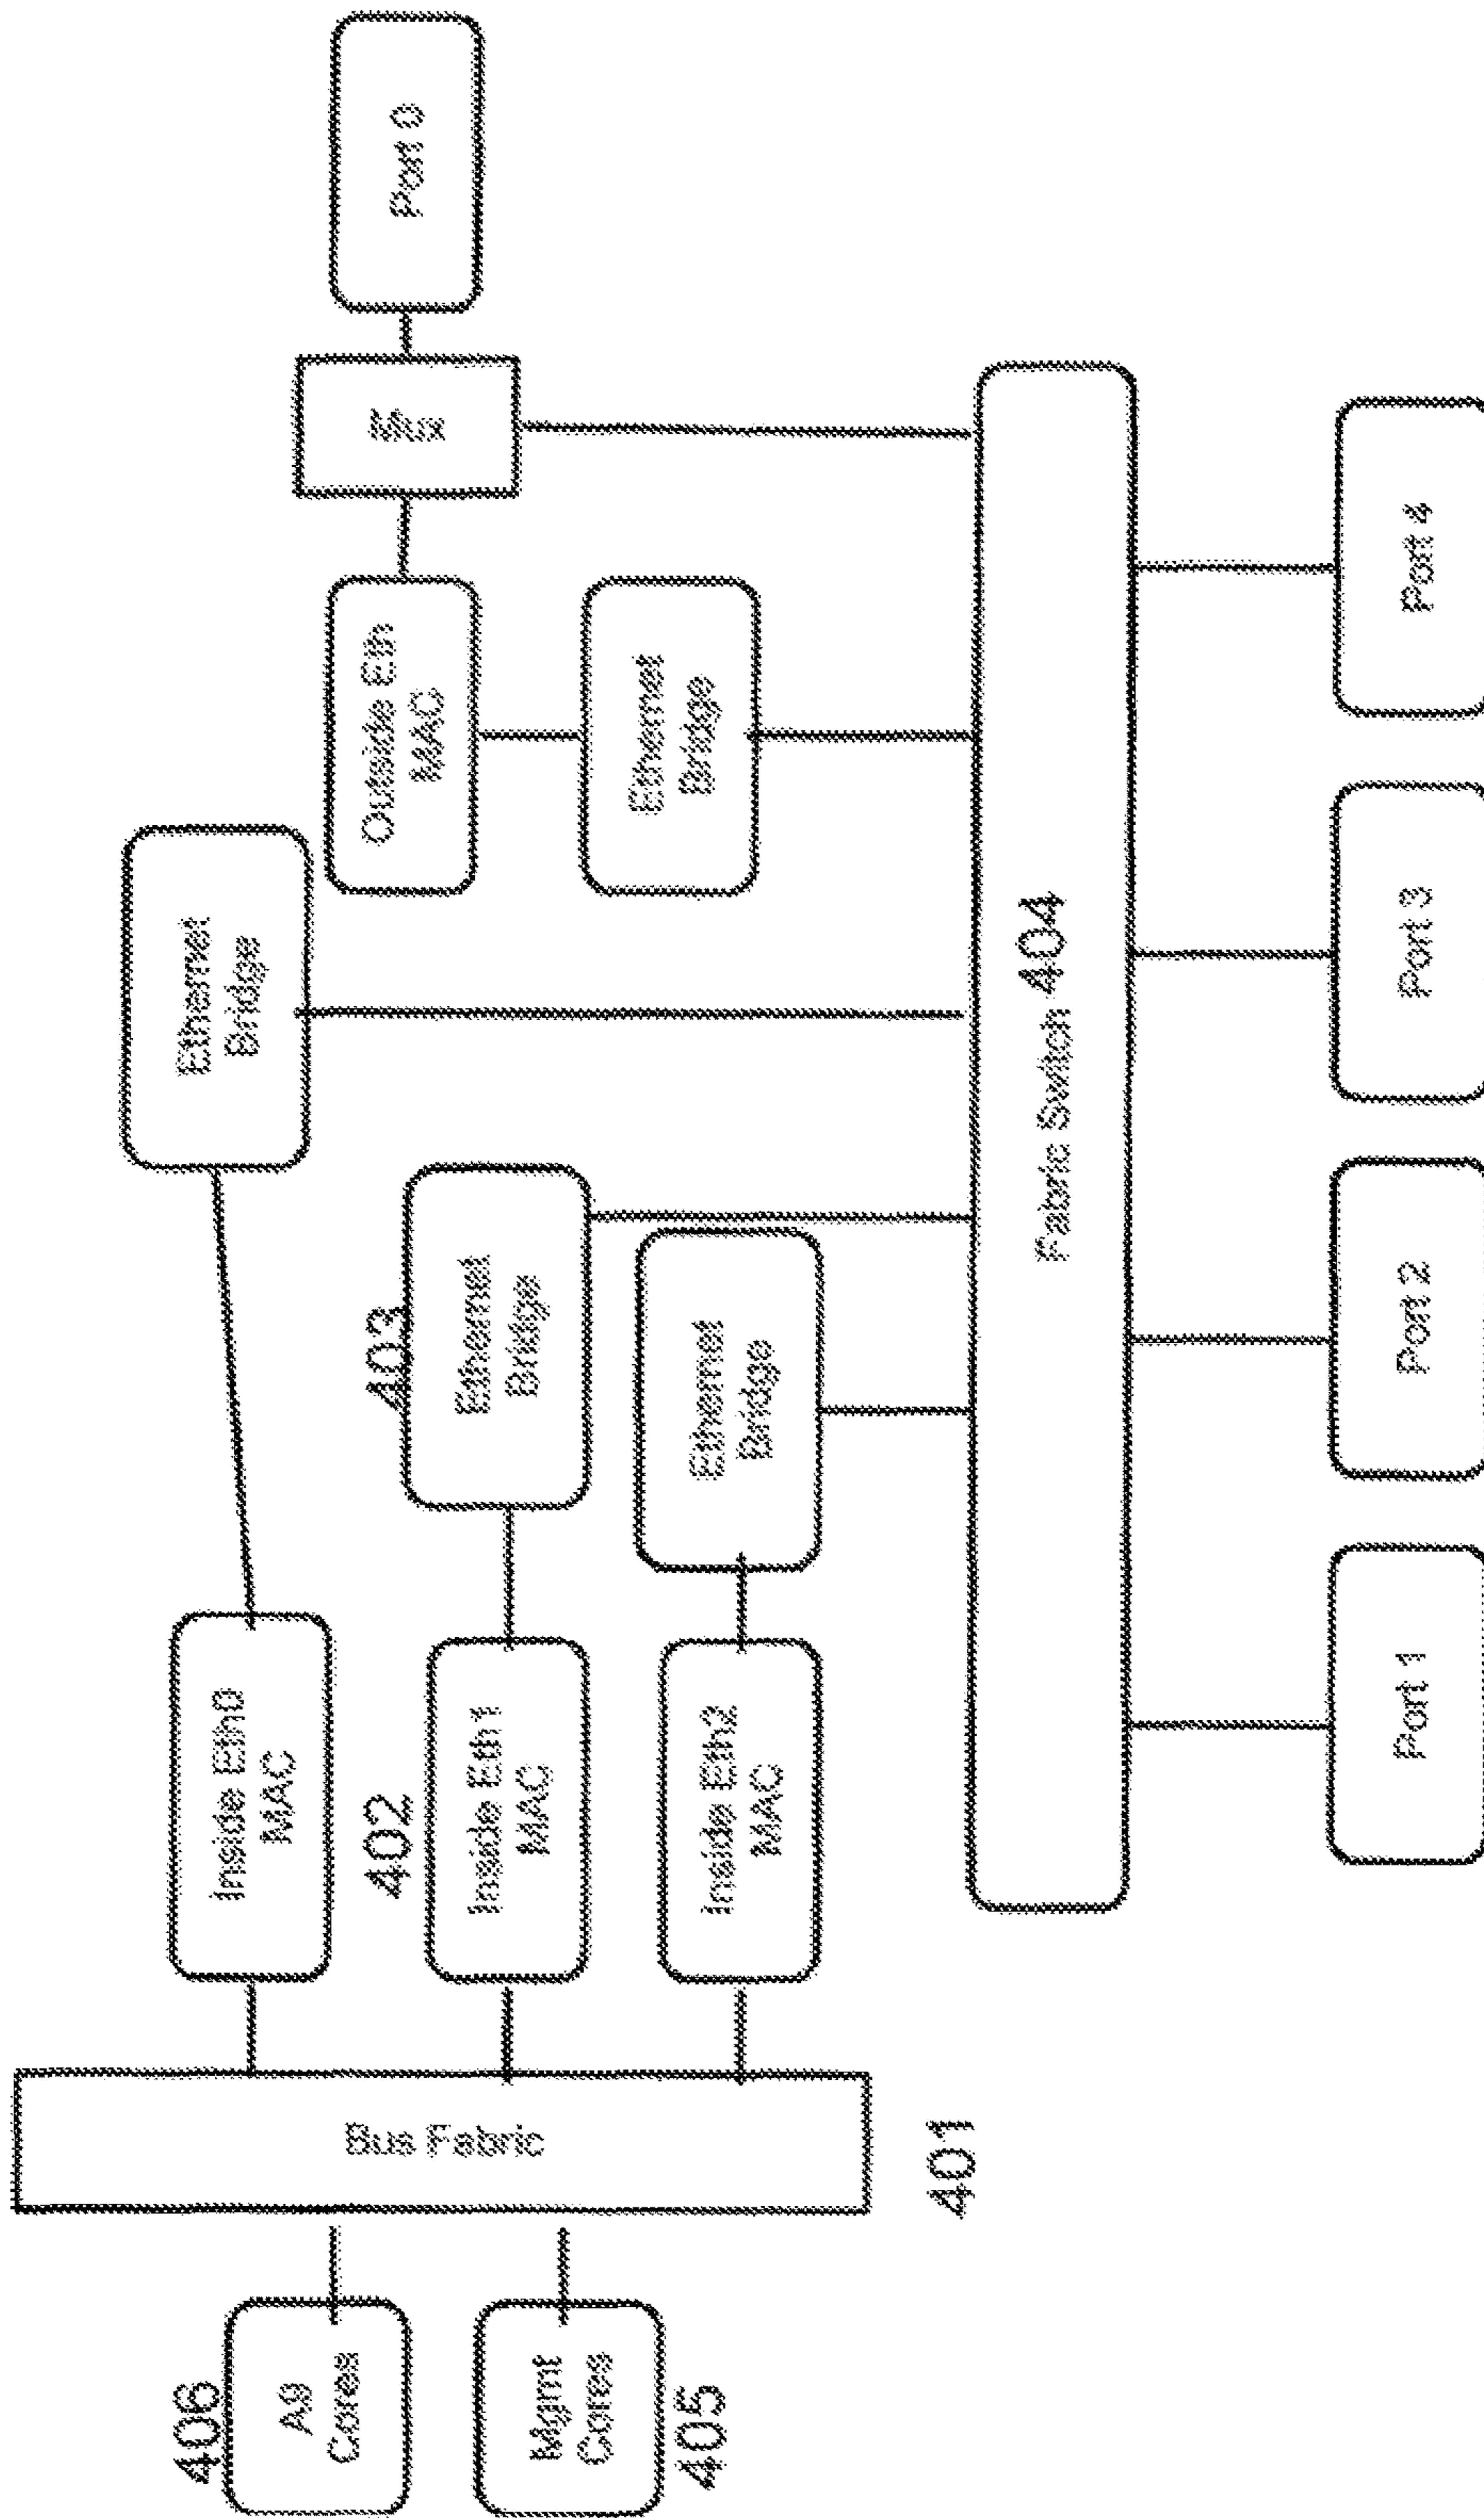 406
A9
Cores
Mgmt
Cores
405
Bus Fabric
401
Inside Eth0
MAC
402
Inside Eth1
MAC
Inside Eth2
MAC
Ethernet
Bridge
403
Ethernet
Bridge
Ethernet
Bridge
Outside Eth
MAC
Ethernet
Bridge
Mux
Port 0
Fabric Switch 404
Port 1
Port 2
Port 3
Port 4